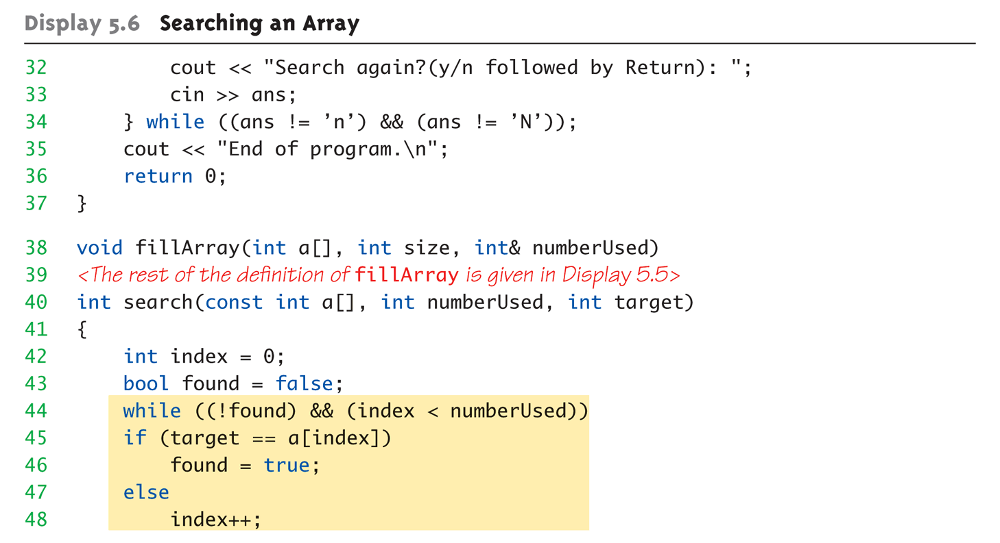 Display 5.6 Searching an Array
32 cout << "Search again?(y/n followed by Return): ";
33 cin >> ans;
34 } while ((ans != ’n’) && (ans != ’N’));
35 cout << "End of program.\n";
36 return 0;
37 }
38 void fillArray(int a[], int size, int& numberUsed)
39 <The rest of the definition of fillArray is given in Display 5.5>
40 int search(const int a[], int numberUsed, int target)
41 {
42 int index = 0;
43 bool found = false;
44 while ((!found) && (index < numberUsed))
45 if (target == a[index])
46 found = true;
47 else
48 index++;